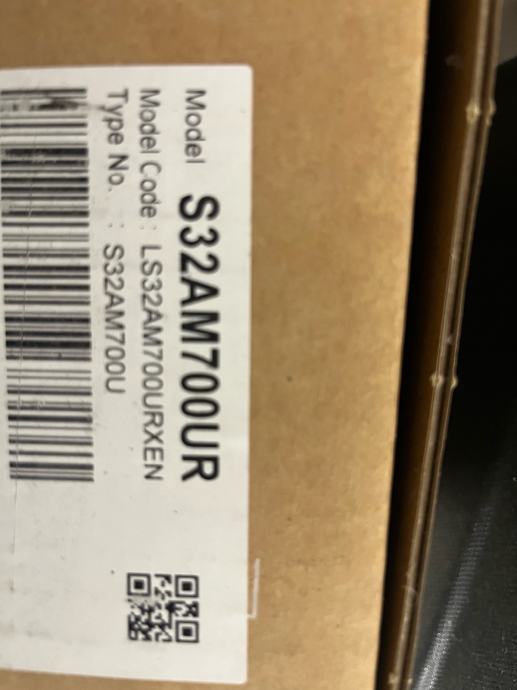 Model S32AM700UR
Model Code : LS32AM700URXEN
Type No. : S32AM700U